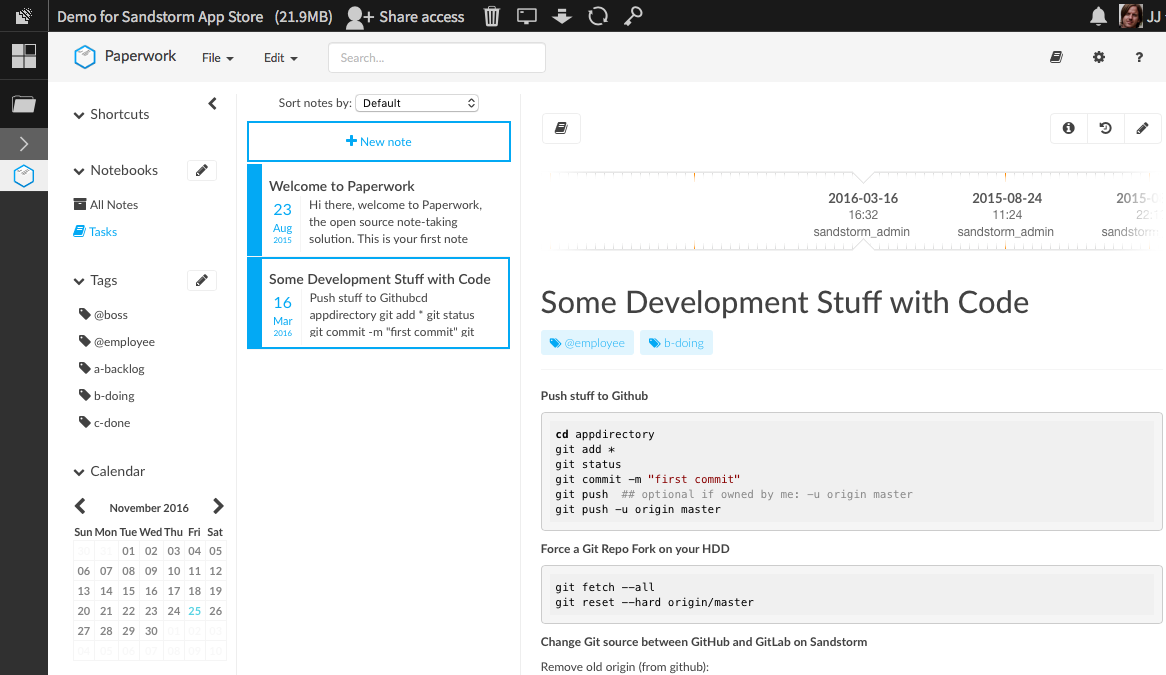 Demo for Sandstorm App Store (21.9MB) Share access JJ
Paperwork File Edit Search...
Shortcuts
Notebooks
All Notes
Tasks
Tags
@boss
@employee
a-backlog
b-doing
c-done
Calendar
November 2016
Sun Mon Tue Wed Thu Fri Sat
30 31 01 02 03 04 05
06 07 08 09 10 11 12
13 14 15 16 17 18 19
20 21 22 23 24 25 26
27 28 29 30 01 02 03
04 05 06 07 08 09 10
Sort notes by: Default
New note
Welcome to Paperwork
23
Aug
2015
Hi there, welcome to Paperwork,
the open source note-taking
solution. This is your first note
Some Development Stuff with Code
16
Mar
2016
Push stuff to Githubcd
appdirectory git add * git status
git commit -m "first commit" git
2016-03-16
16:32
sandstorm_admin
2015-08-24
11:24
sandstorm_admin
2015-0
22:
sandstorm
Some Development Stuff with Code
@employee b-doing
Push stuff to Github
cd appdirectory
git add *
git status
git commit -m "first commit"
git push ## optional if owned by me: -u origin master
git push -u origin master
Force a Git Repo Fork on your HDD
git fetch --all
git reset --hard origin/master
Change Git source between GitHub and GitLab on Sandstorm
Remove old origin (from github):